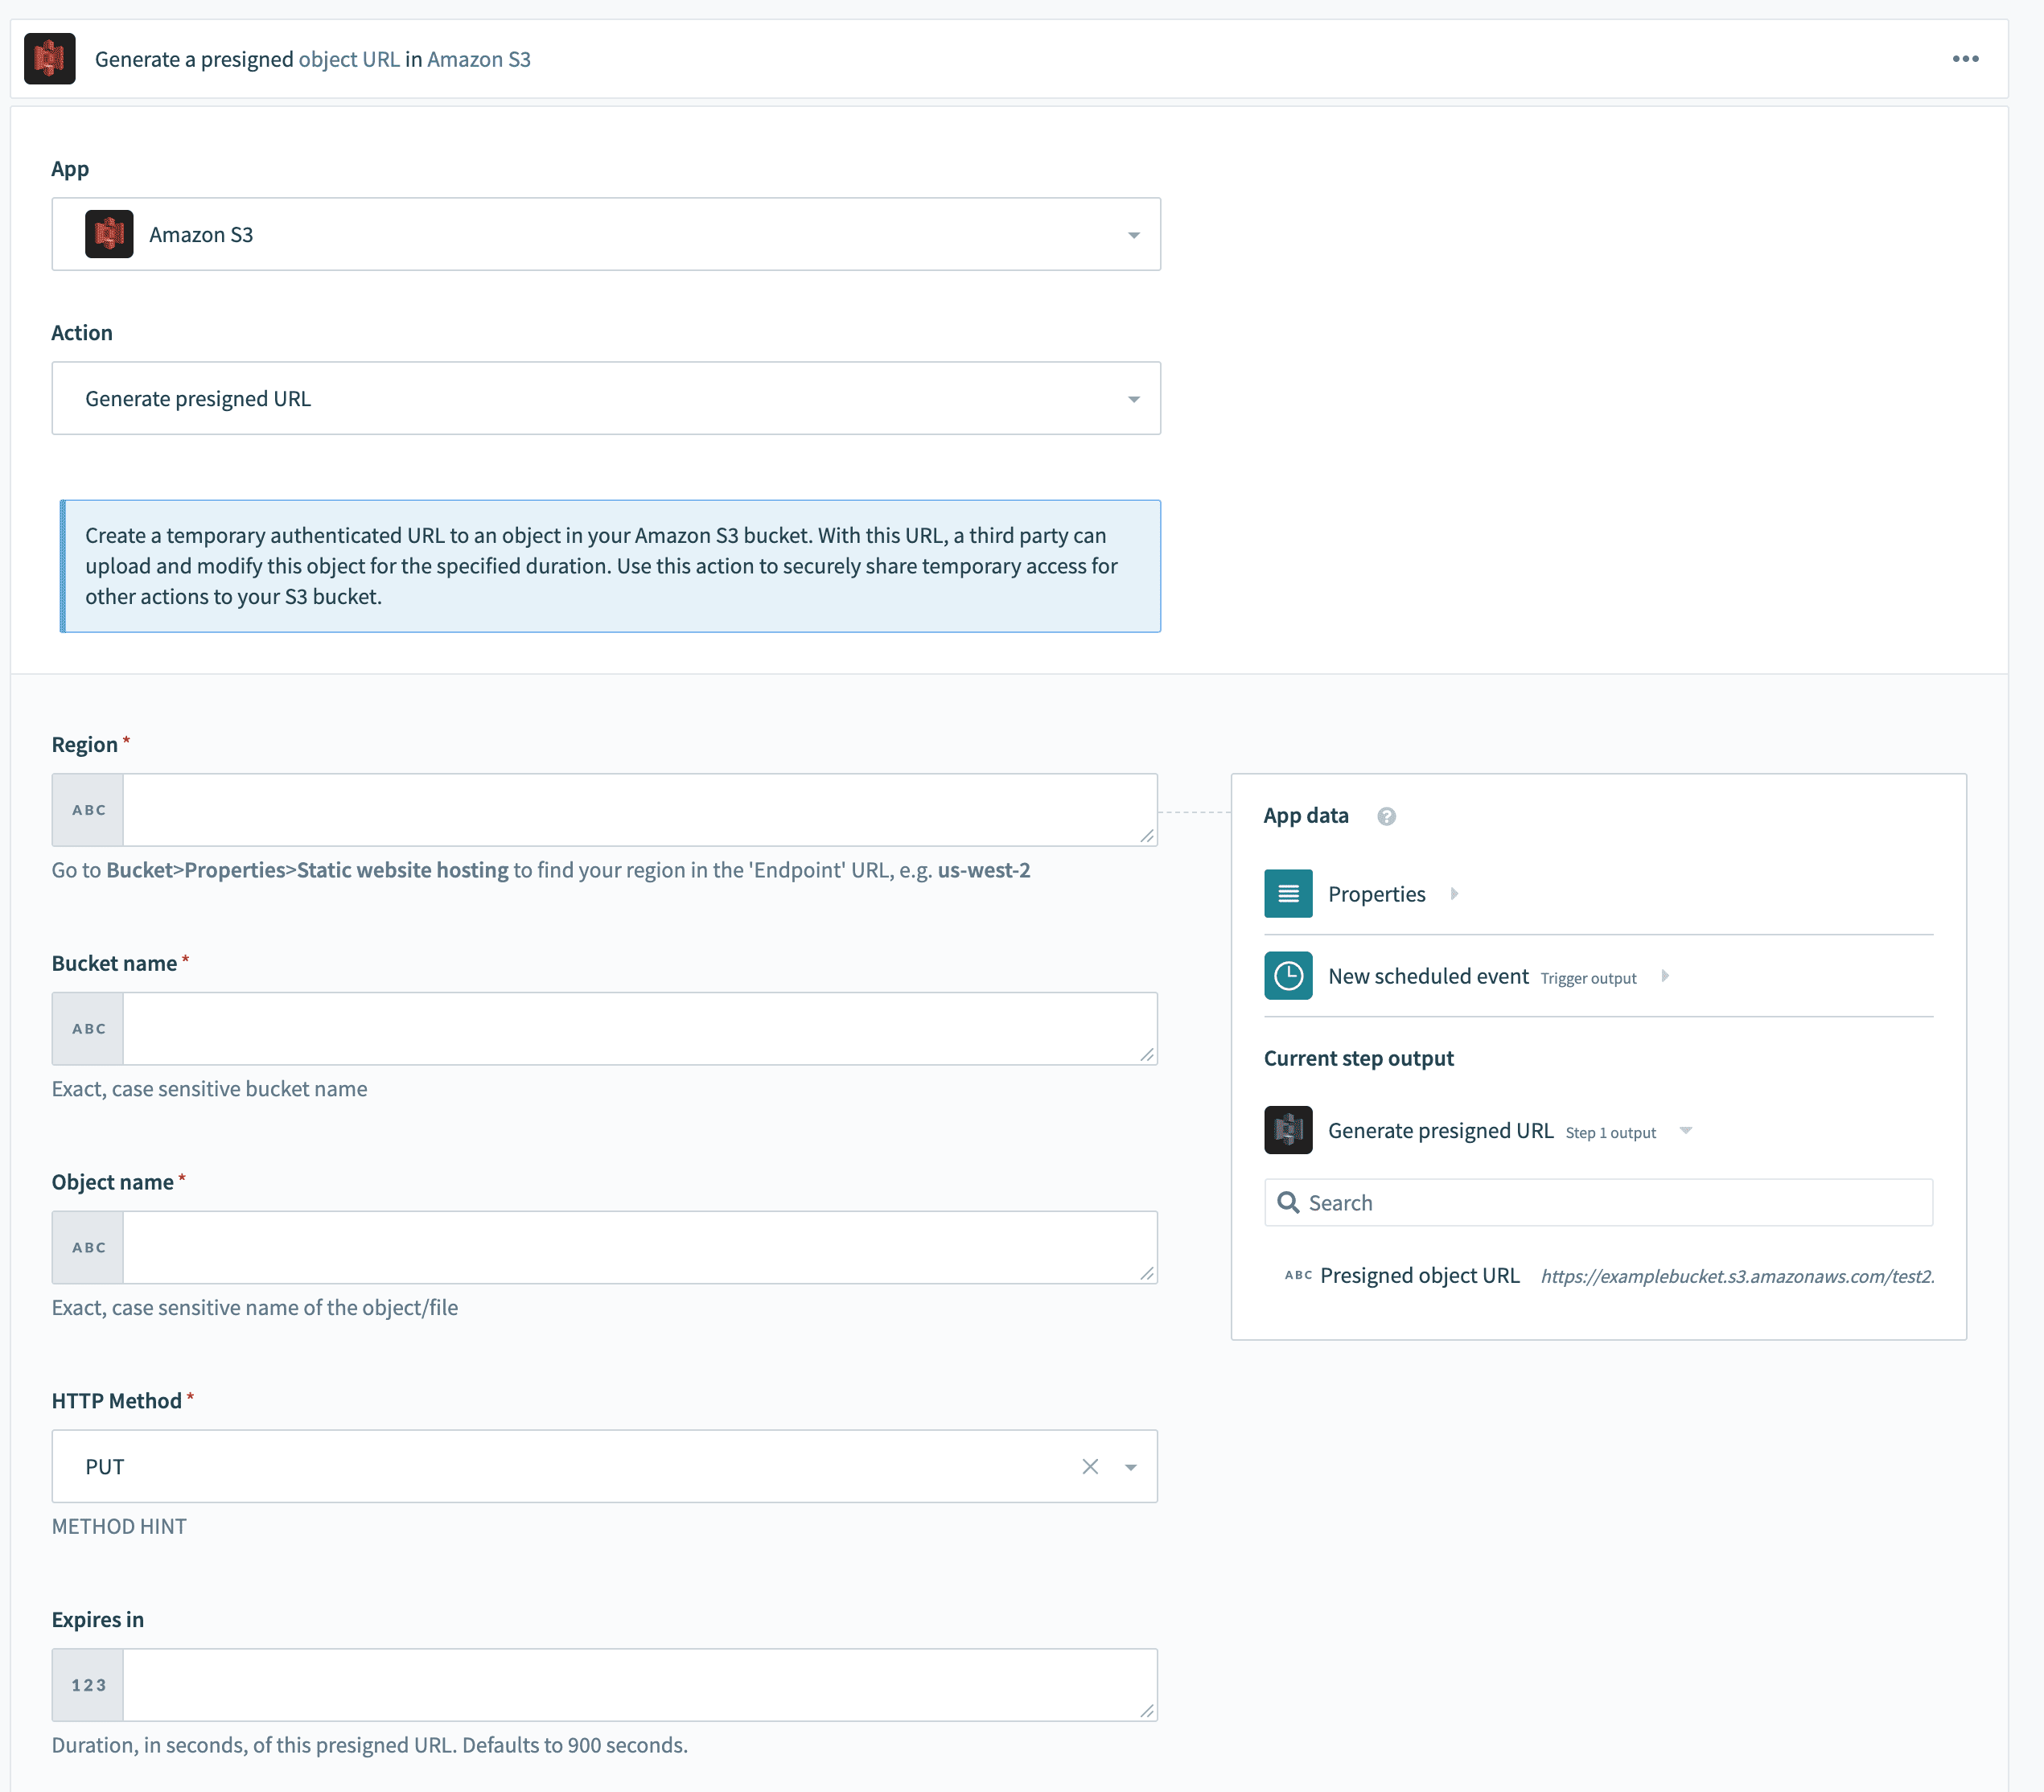 Generate a presigned object URL in Amazon S3
App
Amazon S3
Action
Generate presigned URL
Create a temporary authenticated URL to an object in your Amazon S3 bucket. With this URL, a third party can
upload and modify this object for the specified duration. Use this action to securely share temporary access for
other actions to your S3 bucket.
Region *
ABC
Go to Bucket>Properties>Static website hosting to find your region in the 'Endpoint' URL, e.g. us-west-2
Bucket name *
ABC
Exact, case sensitive bucket name
Object name *
ABC
Exact, case sensitive name of the object/file
HTTP Method *
PUT
METHOD HINT
Expires in
123
Duration, in seconds, of this presigned URL. Defaults to 900 seconds.
App data ?
Properties
New scheduled event Trigger output
Current step output
Generate presigned URL Step 1 output
Search
ABC Presigned object URL https://examplebucket.s3.amazonaws.com/test2.